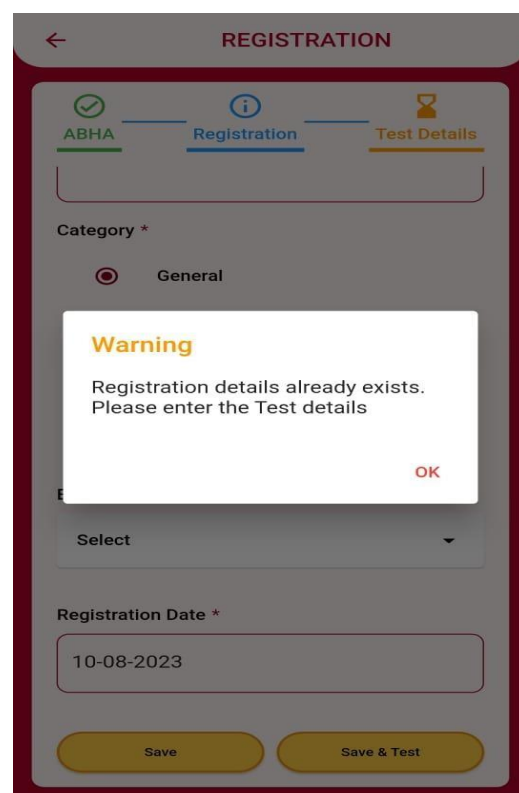 REGISTRATION
ABHA Registration Test Details
Category *
General
Warning
Registration details already exists.
Please enter the Test details
OK
Select
Registration Date *
10-08-2023
Save Save & Test